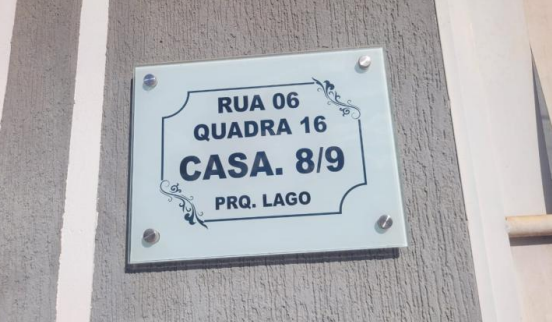 RUA 06
QUADRA 16
CASA. 8/9
PRQ. LAGO